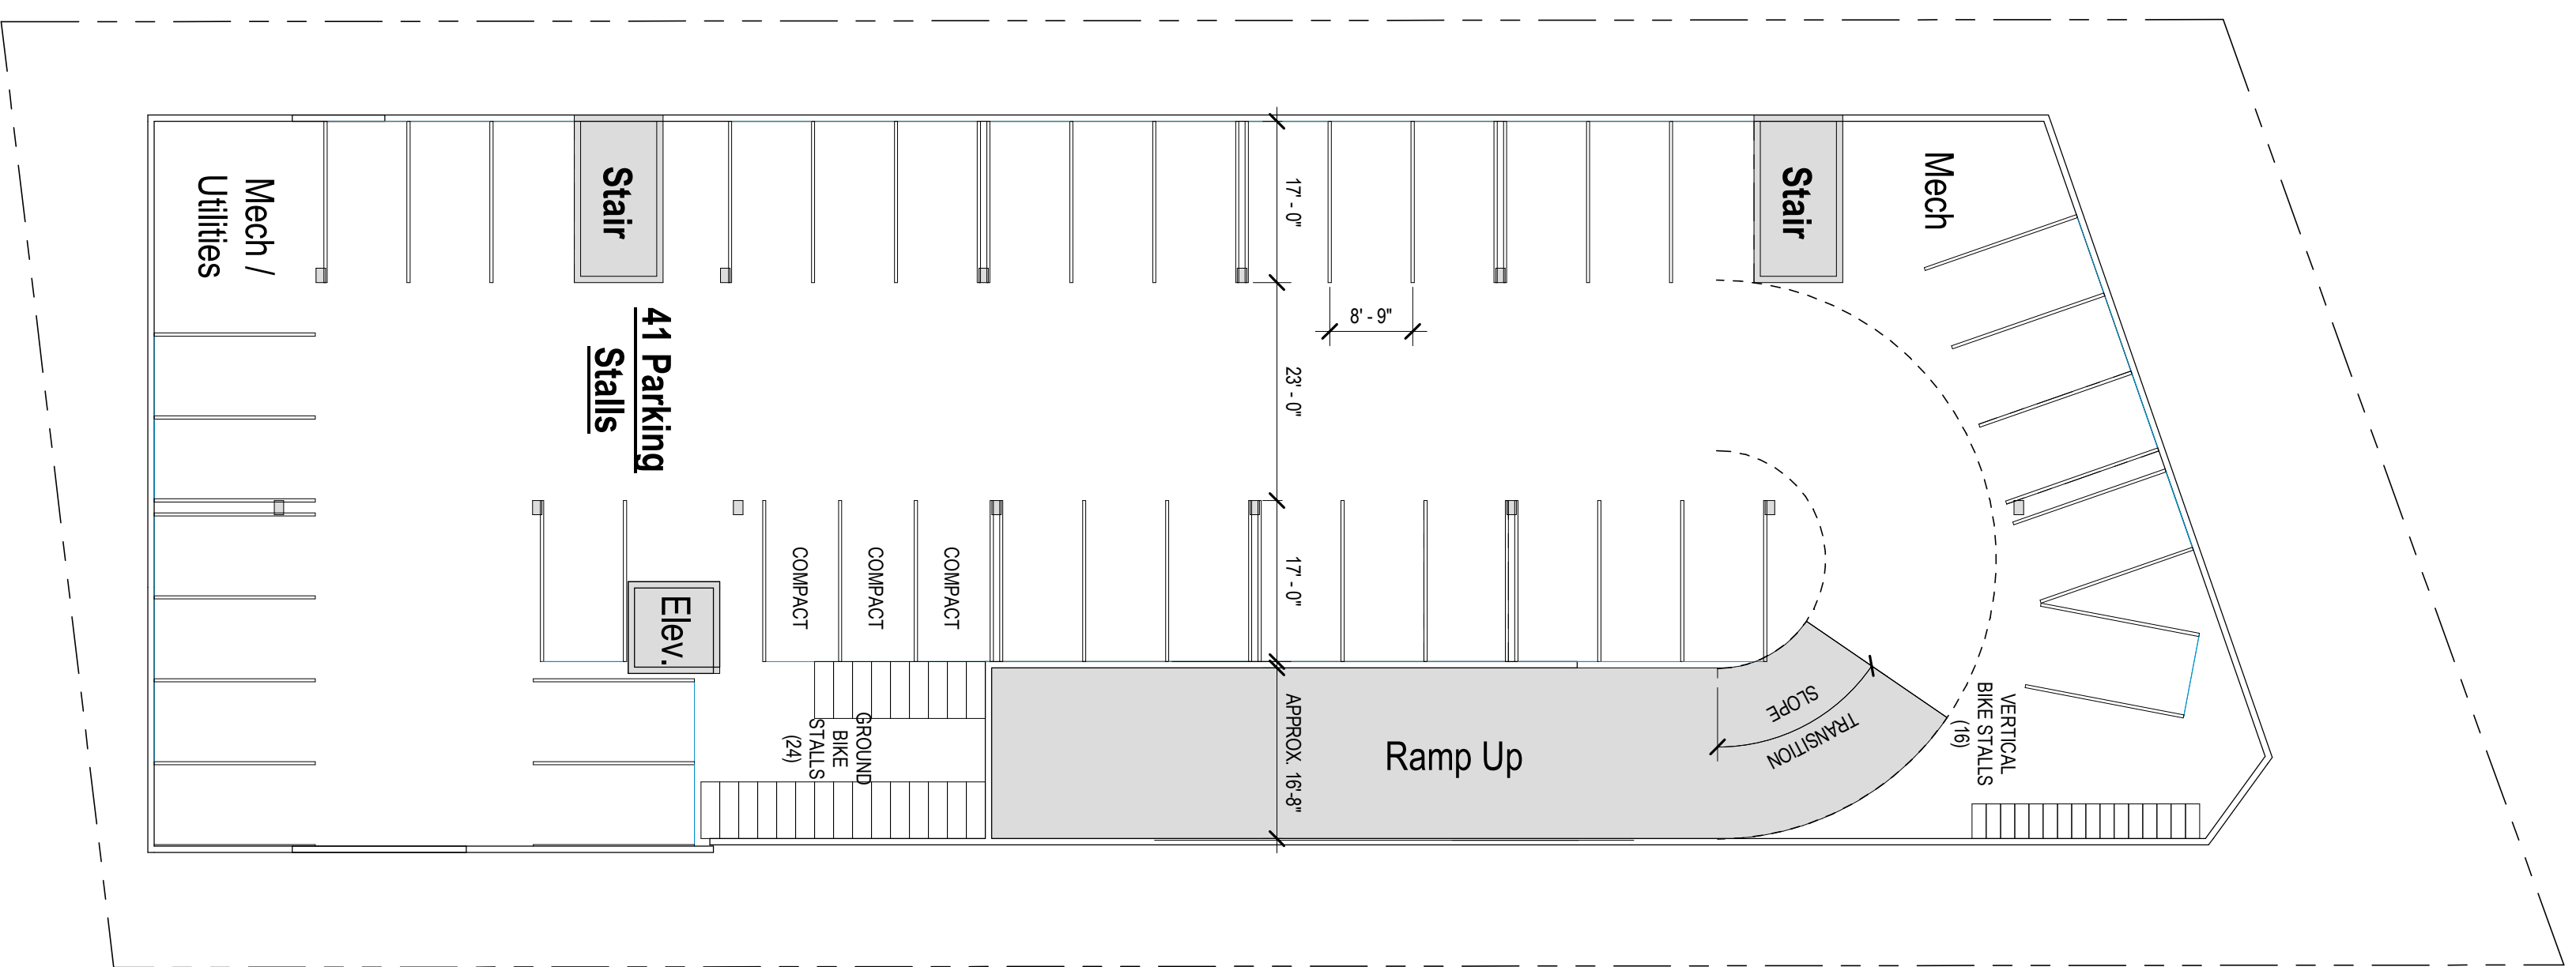 Mech /
Utilities
Stair
41 Parking
Stalls
17' - 0"
8' - 9"
23' - 0"
17' - 0"
APPROX. 16'-8"
Stair
Mech
Elev.
COMPACT
COMPACT
COMPACT
GROUND
BIKE
STALLS
(24)
Ramp Up
SLOPE
TRANSITION
VERTICAL
BIKE STALLS
(16)